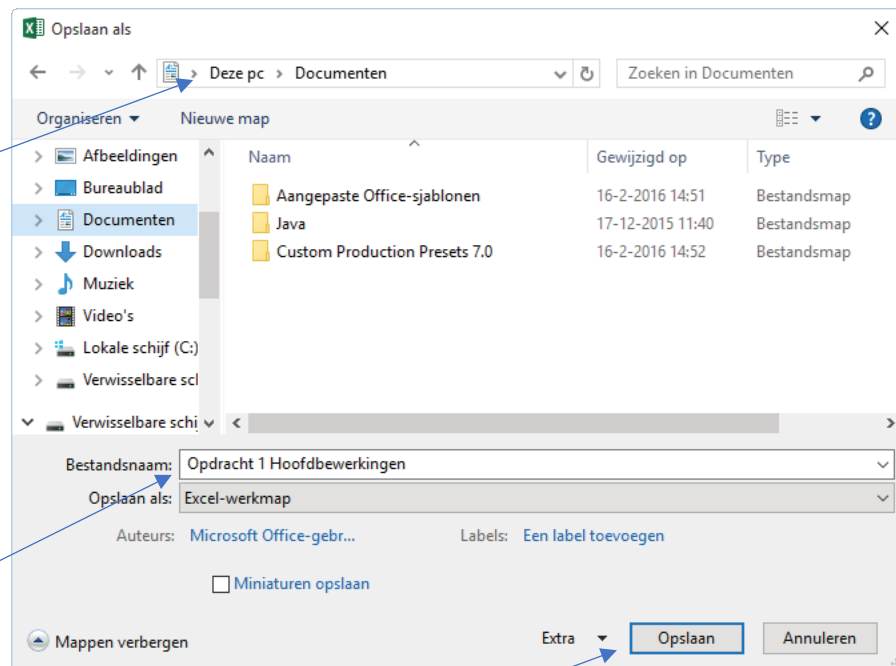 Opslaan als
Deze pc > Documenten
Zoeken in Documenten
Organiseren
Nieuwe map
Naam Gewijzigd op Type
Afbeeldingen
Bureaublad
Documenten
Downloads
Muziek
Video's
Lokale schijf (C:)
Verwisselbare scl
Verwisselbare schij
Aangepaste Office-sjablonen 16-2-2016 14:51 Bestandsmap
Java 17-12-2015 11:40 Bestandsmap
Custom Production Presets 7.0 16-2-2016 14:52 Bestandsmap
Bestandsnaam: Opdracht 1 Hoofdbewerkingen
Opslaan als: Excel-werkmap
Auteurs: Microsoft Office-gebr... Labels: Een label toevoegen
Miniaturen opslaan
Mappen verbergen Extra Opslaan Annuleren